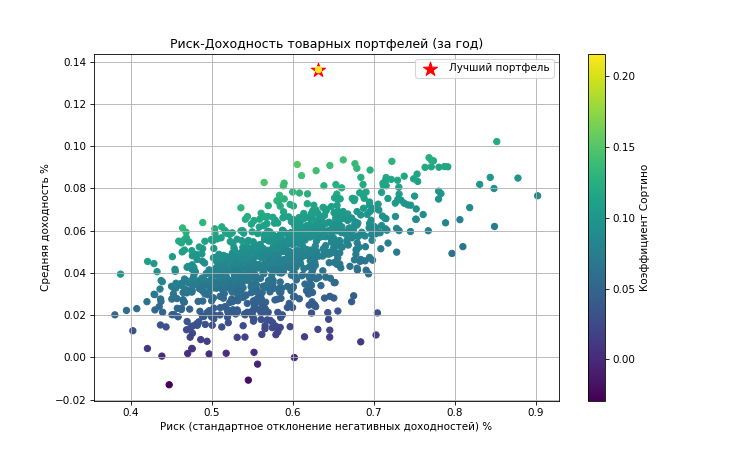 Риск-Доходность товарных портфелей (за год)
Лучший портфель
Средняя доходность %
0.14
0.12
0.10
0.08
0.06
0.04
0.02
0.00
−0.02
0.4 0.5 0.6 0.7 0.8 0.9
Риск (стандартное отклонение негативных доходностей) %
0.20
0.15
0.10
0.05
0.00
Коэффициент Сортино